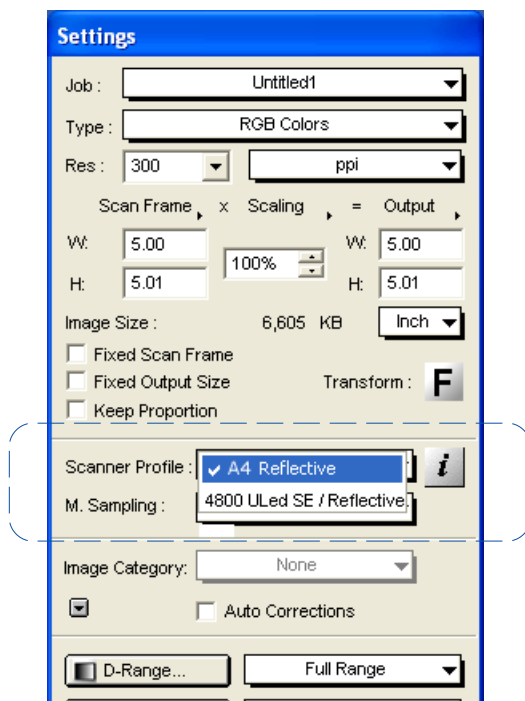 Settings
Job : Untitled1
Type : RGB Colors
Res : 300 ppi
Scan Frame x Scaling = Output
W: 5.00 100% W: 5.00
H: 5.01 H: 5.01
Image Size : 6,605 KB Inch
Fixed Scan Frame
Fixed Output Size Transform : F
Keep Proportion
Scanner Profile : A4 Reflective i
M. Sampling : 4800 ULed SE / Reflective
Image Category: None
Auto Corrections
D-Range... Full Range